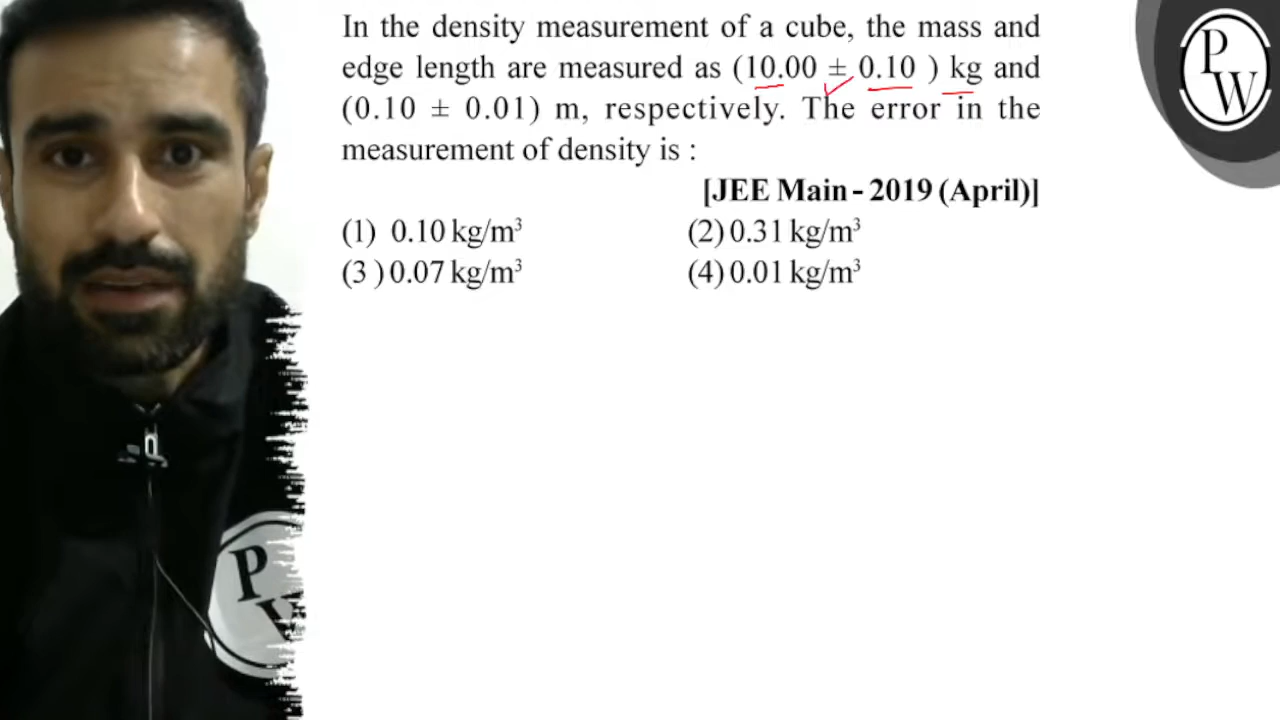 In the density measurement of a cube, the mass and
edge length are measured as (10.00 ± 0.10 ) kg and
(0.10 ± 0.01) m, respectively. The error in the
measurement of density is :
[JEE Main - 2019 (April)]
(1) 0.10 kg/m³ (2) 0.31 kg/m³
(3 ) 0.07 kg/m³ (4) 0.01 kg/m³
P
W
P
W